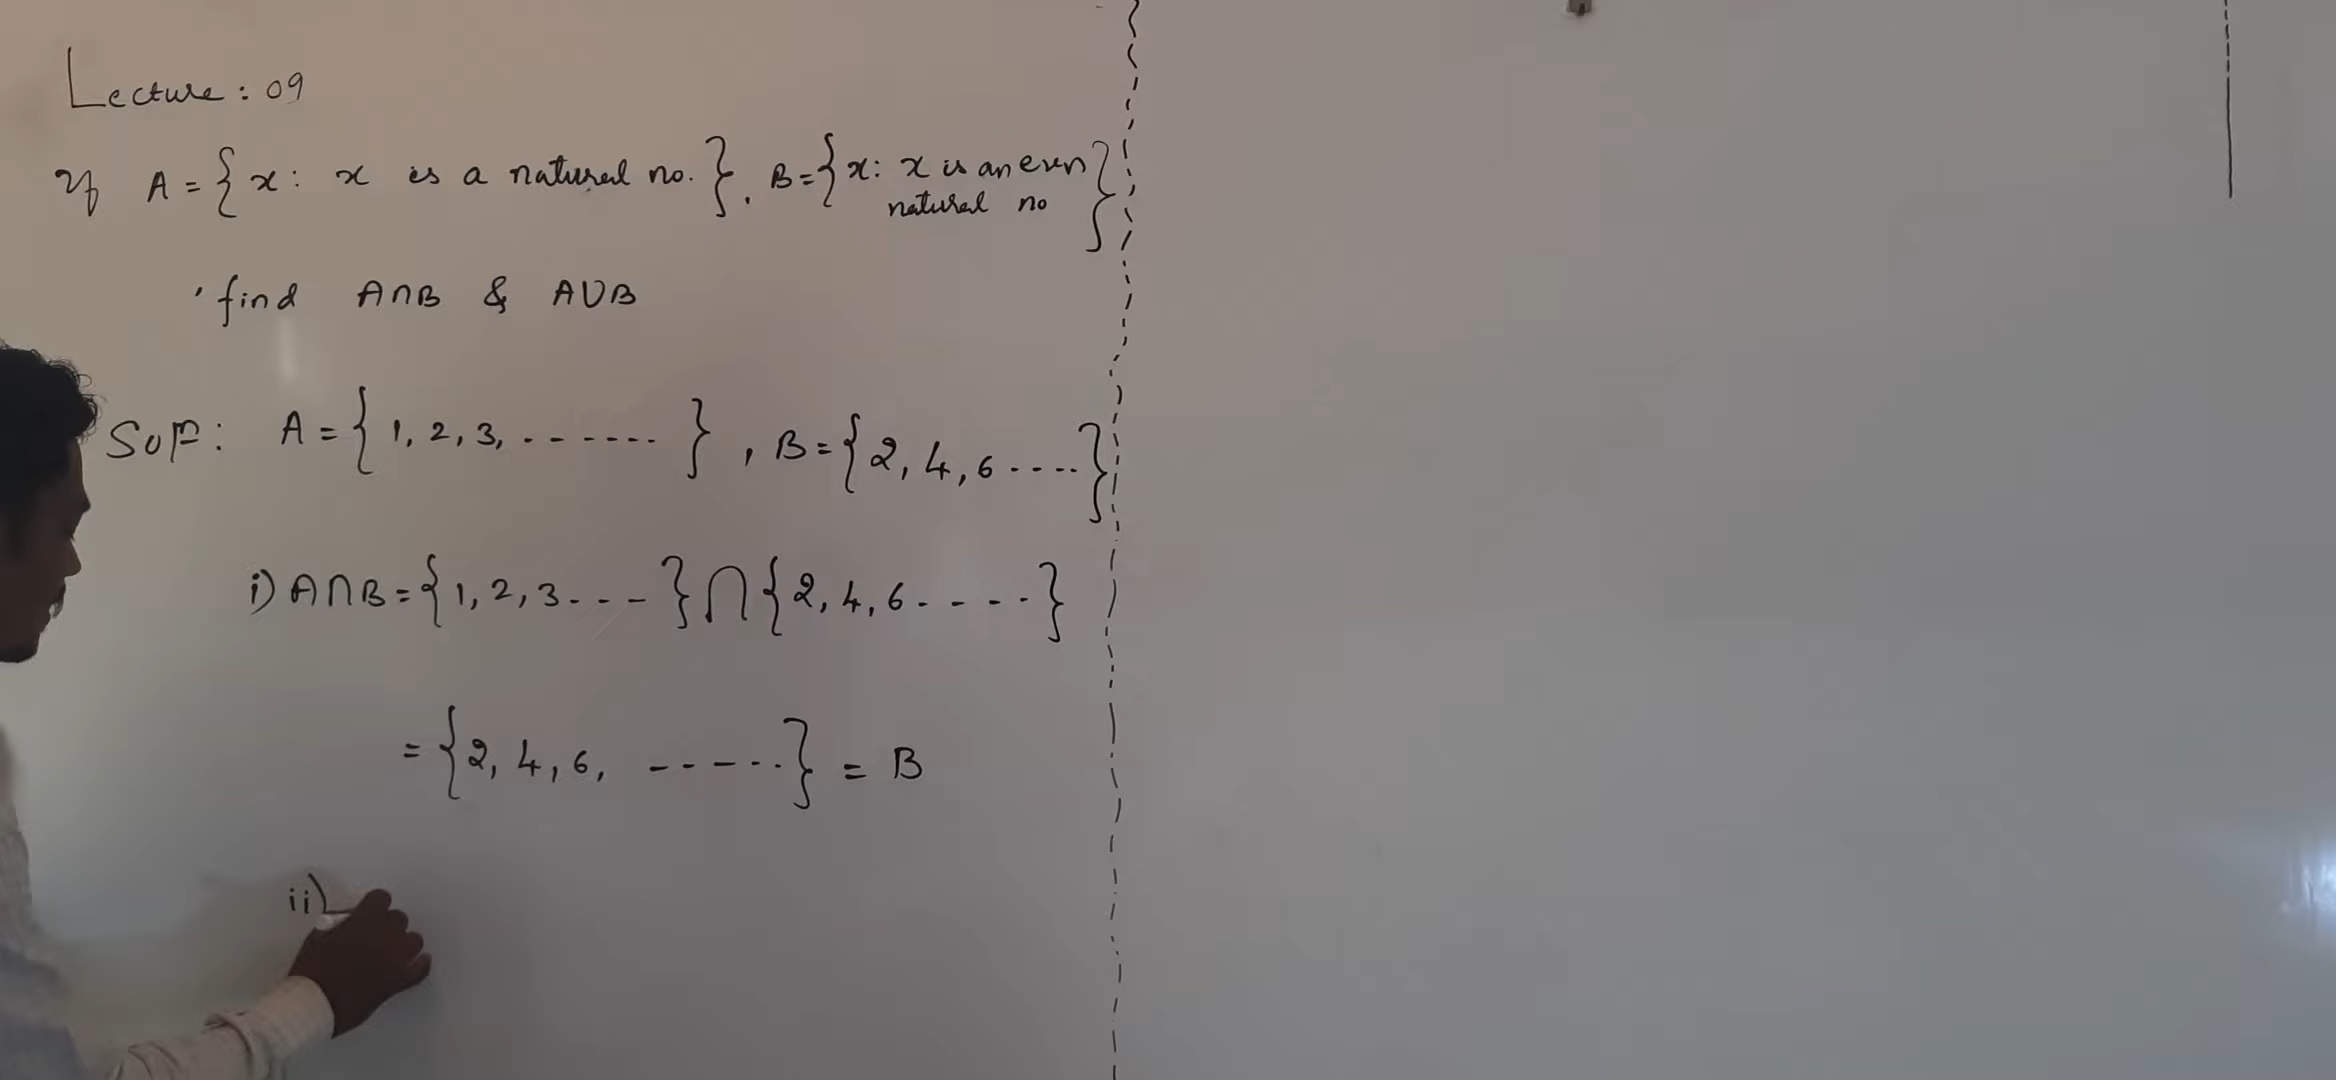 Lecture: 09
If A = { x : x is a natural no. }. B = { x : x is an even natural no }
find A∩B & A∪B
Solⁿ: A = { 1, 2, 3, ------- }, B = { 2, 4, 6 ---- }
i) A∩B = { 1, 2, 3 ---- } ∩ { 2, 4, 6 ----- }
= { 2, 4, 6, ------ } = B
ii)